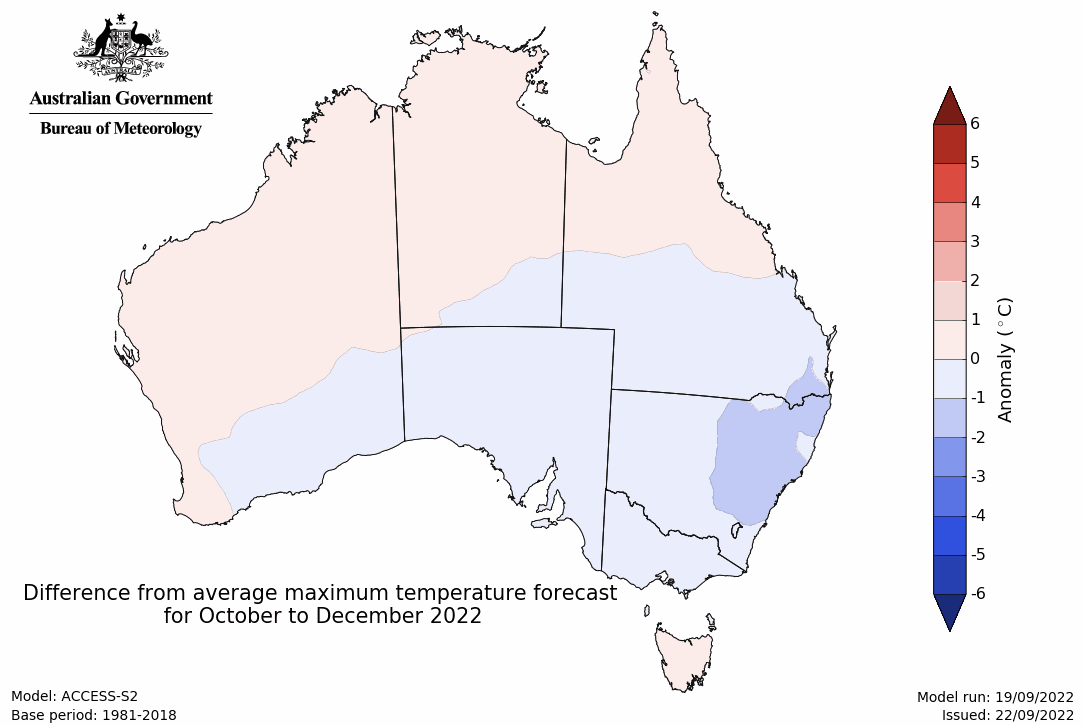 Australian Government
Bureau of Meteorology
6
5
4
3
2
1
0
-1
-2
-3
-4
-5
-6
Anomaly (°C)
Difference from average maximum temperature forecast
for October to December 2022
Model: ACCESS-S2
Base period: 1981-2018
Model run: 19/09/2022
Issued: 22/09/2022